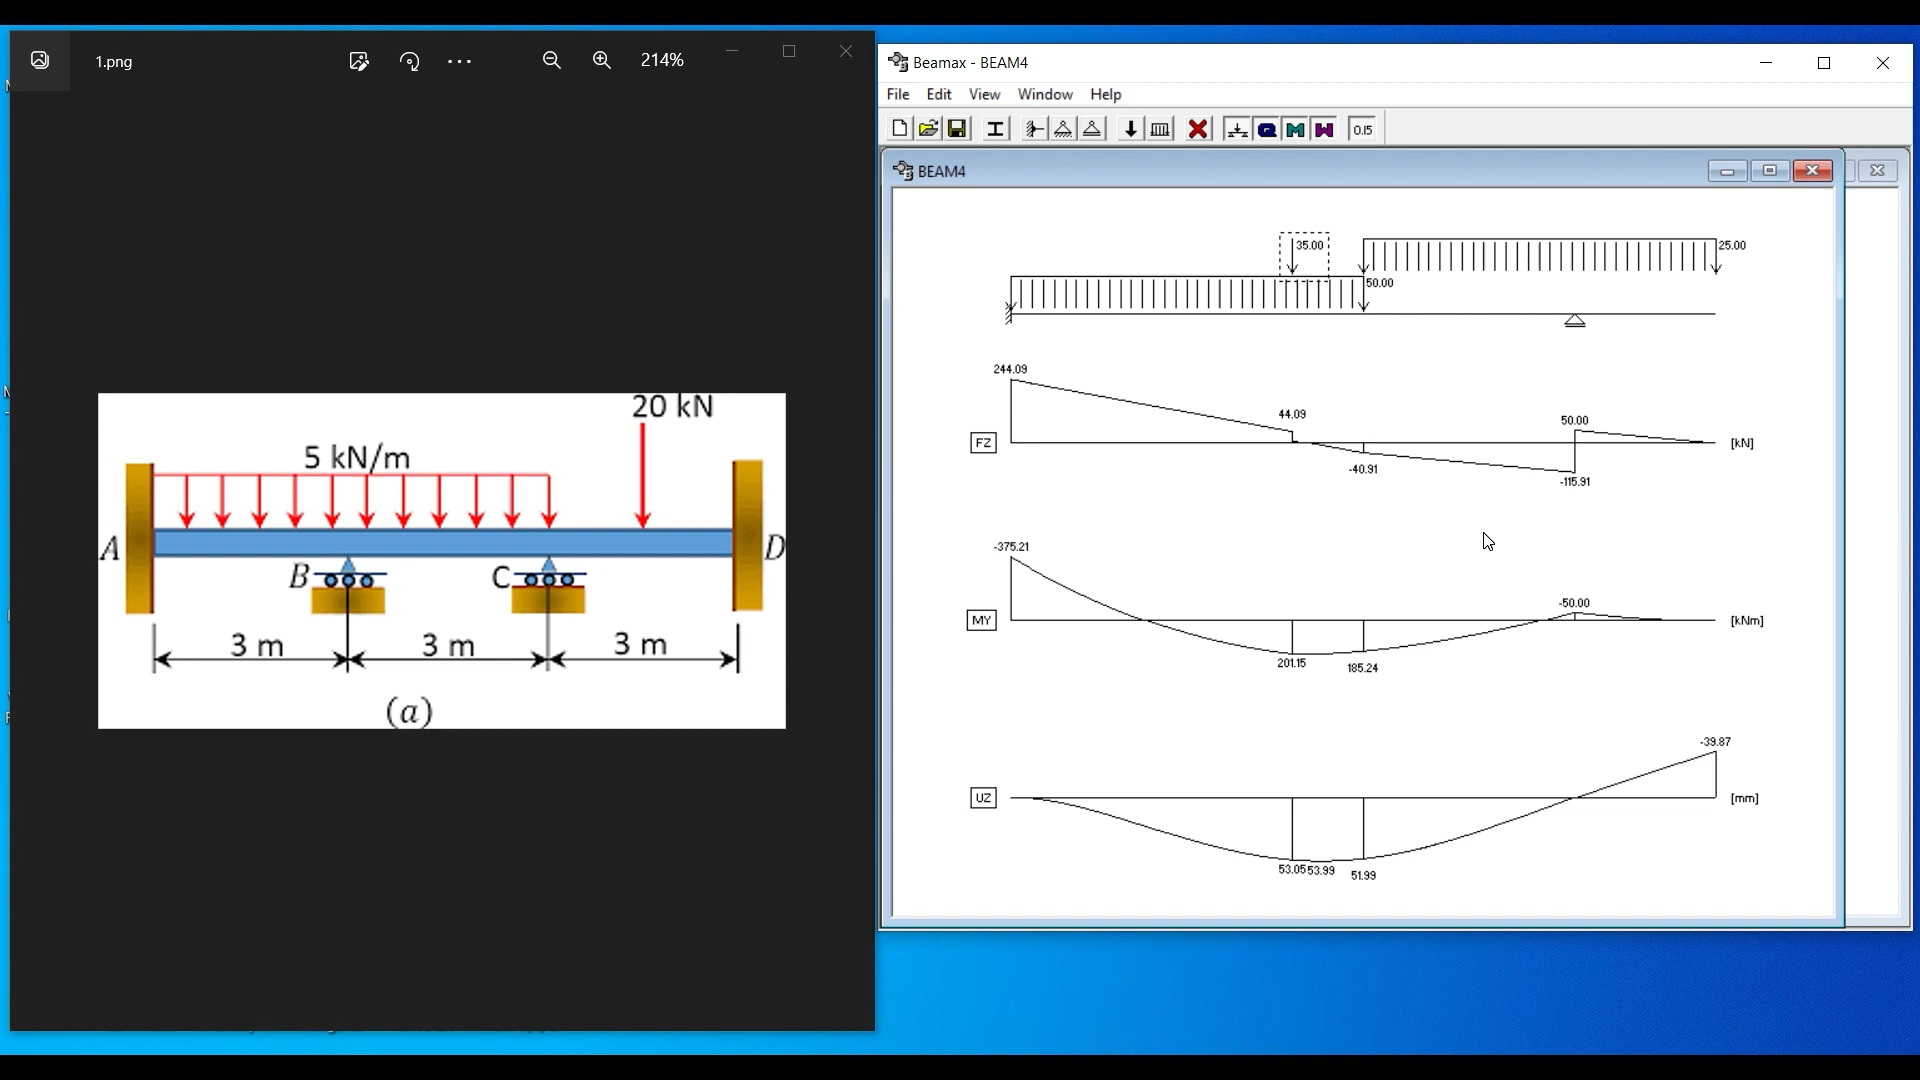 1.png
214%
20 kN
5 kN/m
A
D
B
C
3 m
3 m
3 m
(a)
Beamax - BEAM4
File Edit View Window Help
Q M W 0.15
BEAM4
35.00
25.00
50.00
244.09
44.09
50.00
FZ
[kN]
-40.91
-115.91
-375.21
-50.00
MY
[kNm]
201.15
185.24
-39.87
UZ
[mm]
53.05
53.99
51.99